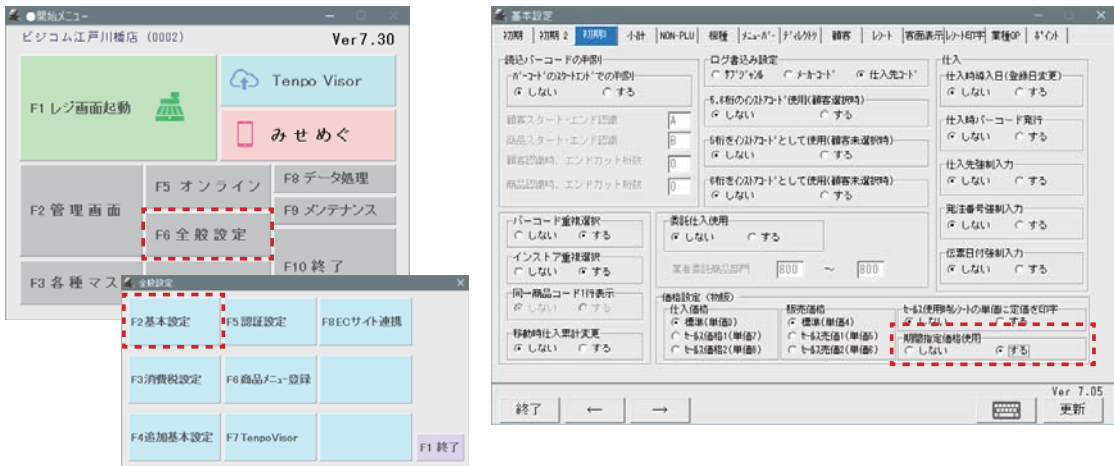 ●開始メニュー
ビジコム江戸川橋店 (0002)
Ver7.30
F1 レジ画面起動
Tenpo Visor
みせめぐ
F2 管理画面
F5 オンライン
F8 データ処理
F6 全般設定
F9 メンテナンス
F3 各種マス
F10 終了
全般設定
F2基本設定
F5 認証設定
F8ECサイト連携
F3消費税設定
F6 商品メニュー登録
F4追加基本設定
F7 TenpoVisor
F1 終了
基本設定
初期
初期 2
初期3
小計
NON-PLU
機種
メニューバー
ディレクトリ
顧客
レシート
客面表示
レシート印字
業種OP
ポイント
読込バーコードの判別
バーコードのスタートエンドでの判別
しない
する
顧客スタート・エンド認識
A
商品スタート・エンド認識
B
顧客認識時、エンドカット桁数
0
商品認識時、エンドカット桁数
0
バーコード重複選択
しない
する
インストア重複選択
しない
する
同一商品コード1行表示
しない
する
移動時仕入累計変更
しない
する
ログ書込み設定
サブジャンル
メーカーコード
仕入先コード
5、6桁のインストアコード使用(顧客選択時)
しない
する
5桁をインストアコードとして使用(顧客未選択時)
しない
する
6桁をインストアコードとして使用(顧客未選択時)
しない
する
委託仕入使用
しない
する
業者委託商品部門
800
～
800
価格設定 (物販)
仕入価格
標準(単価3)
セール仕入価格1(単価7)
セール仕入価格2(単価8)
販売価格
標準(単価4)
セール売価1(単価5)
セール売価2(単価6)
しない
する
期間指定価格使用
しない
する
仕入
仕入時導入日(登録日変更)
しない
する
仕入時バーコード発行
しない
する
仕入先強制入力
しない
する
発注番号強制入力
しない
する
伝票日付強制入力
しない
する
Ver 7.05
終了
←
→
更新